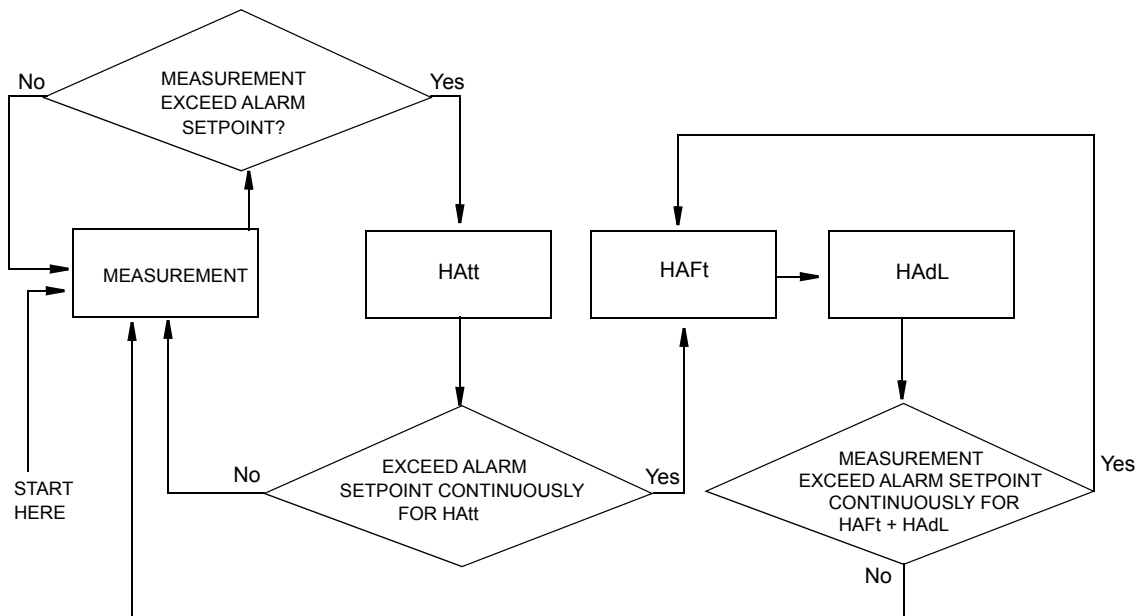 No
MEASUREMENT
EXCEED ALARM
SETPOINT?
Yes
MEASUREMENT
HAtt
HAFt
HAdL
START
HERE
No
EXCEED ALARM
SETPOINT CONTINUOUSLY
FOR HAtt
Yes
MEASUREMENT
EXCEED ALARM SETPOINT
CONTINUOUSLY FOR
HAFt + HAdL
Yes
No